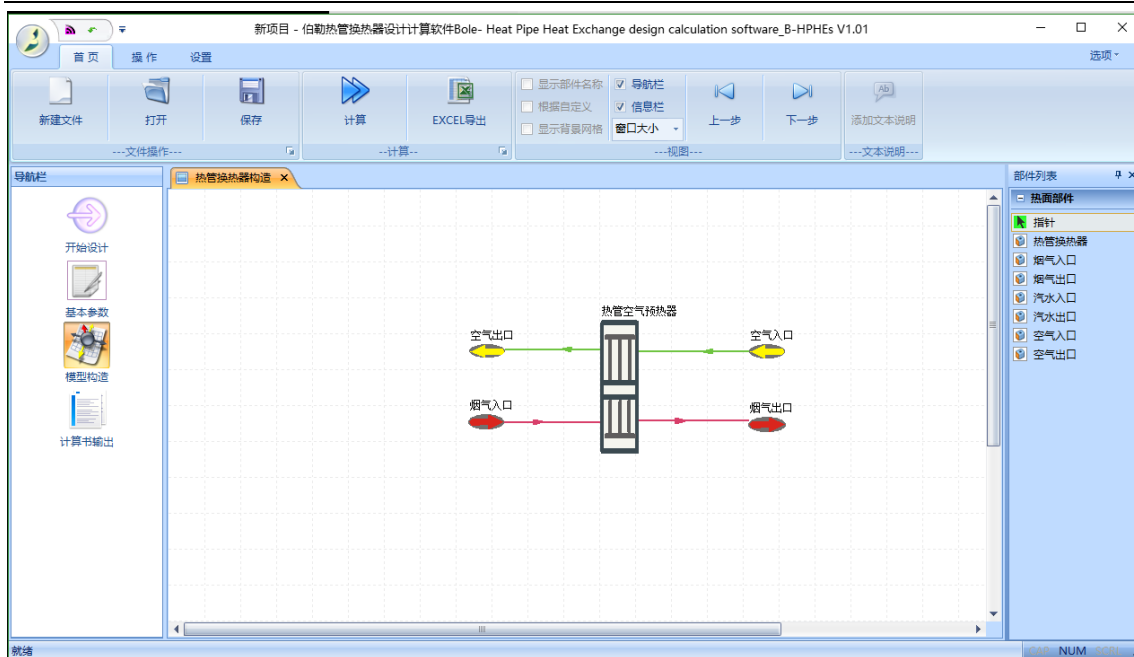 新项目 - 伯勒热管换热器设计计算软件Bole- Heat Pipe Heat Exchange design calculation software_B-HPHEs V1.01
首页 操作 设置 选项
新建文件 打开 保存 计算 EXCEL导出
显示部件名称 导航栏
根据自定义 信息栏
显示背景网格 窗口大小
上一步 下一步 添加文本说明
---文件操作--- --计算-- ---视图--- ---文本说明---
导航栏
开始设计
基本参数
模型构造
计算书输出
热管换热器构造
热管空气预热器
空气出口 空气入口
烟气入口 烟气出口
部件列表
热面部件
指针
热管换热器
烟气入口
烟气出口
汽水入口
汽水出口
空气入口
空气出口
就绪 CAP NUM SCRL